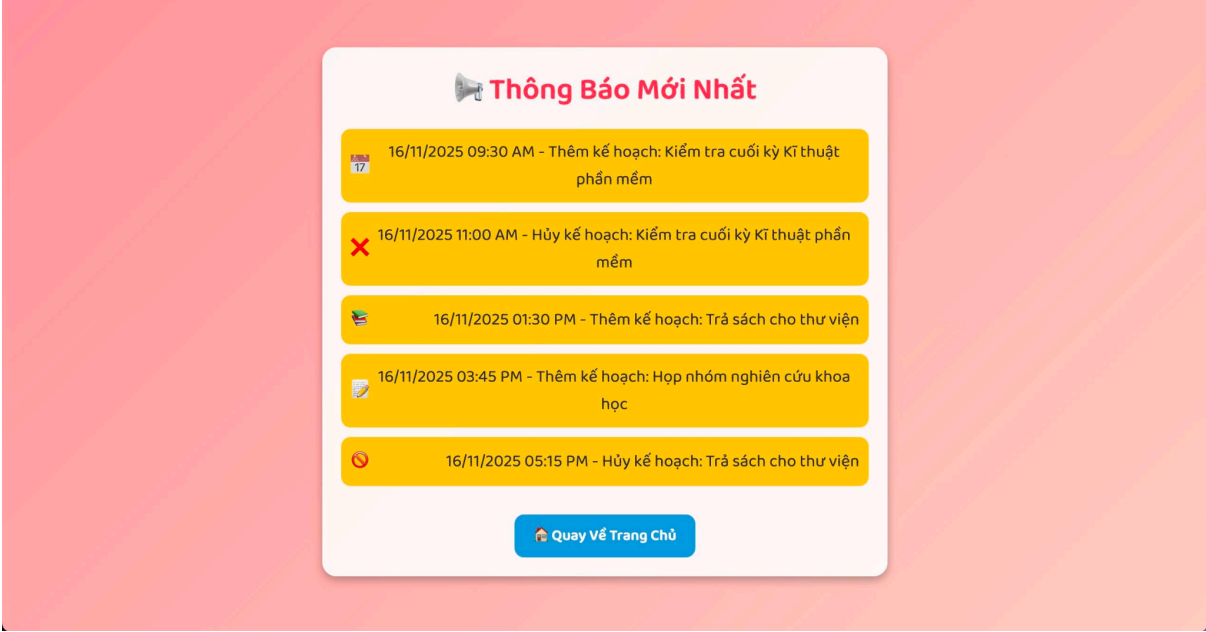 Thông Báo Mới Nhất
17
16/11/2025 09:30 AM - Thêm kế hoạch: Kiểm tra cuối kỳ Kĩ thuật
phần mềm
16/11/2025 11:00 AM - Hủy kế hoạch: Kiểm tra cuối kỳ Kĩ thuật phần
mềm
16/11/2025 01:30 PM - Thêm kế hoạch: Trả sách cho thư viện
16/11/2025 03:45 PM - Thêm kế hoạch: Họp nhóm nghiên cứu khoa
học
16/11/2025 05:15 PM - Hủy kế hoạch: Trả sách cho thư viện
Quay Về Trang Chủ